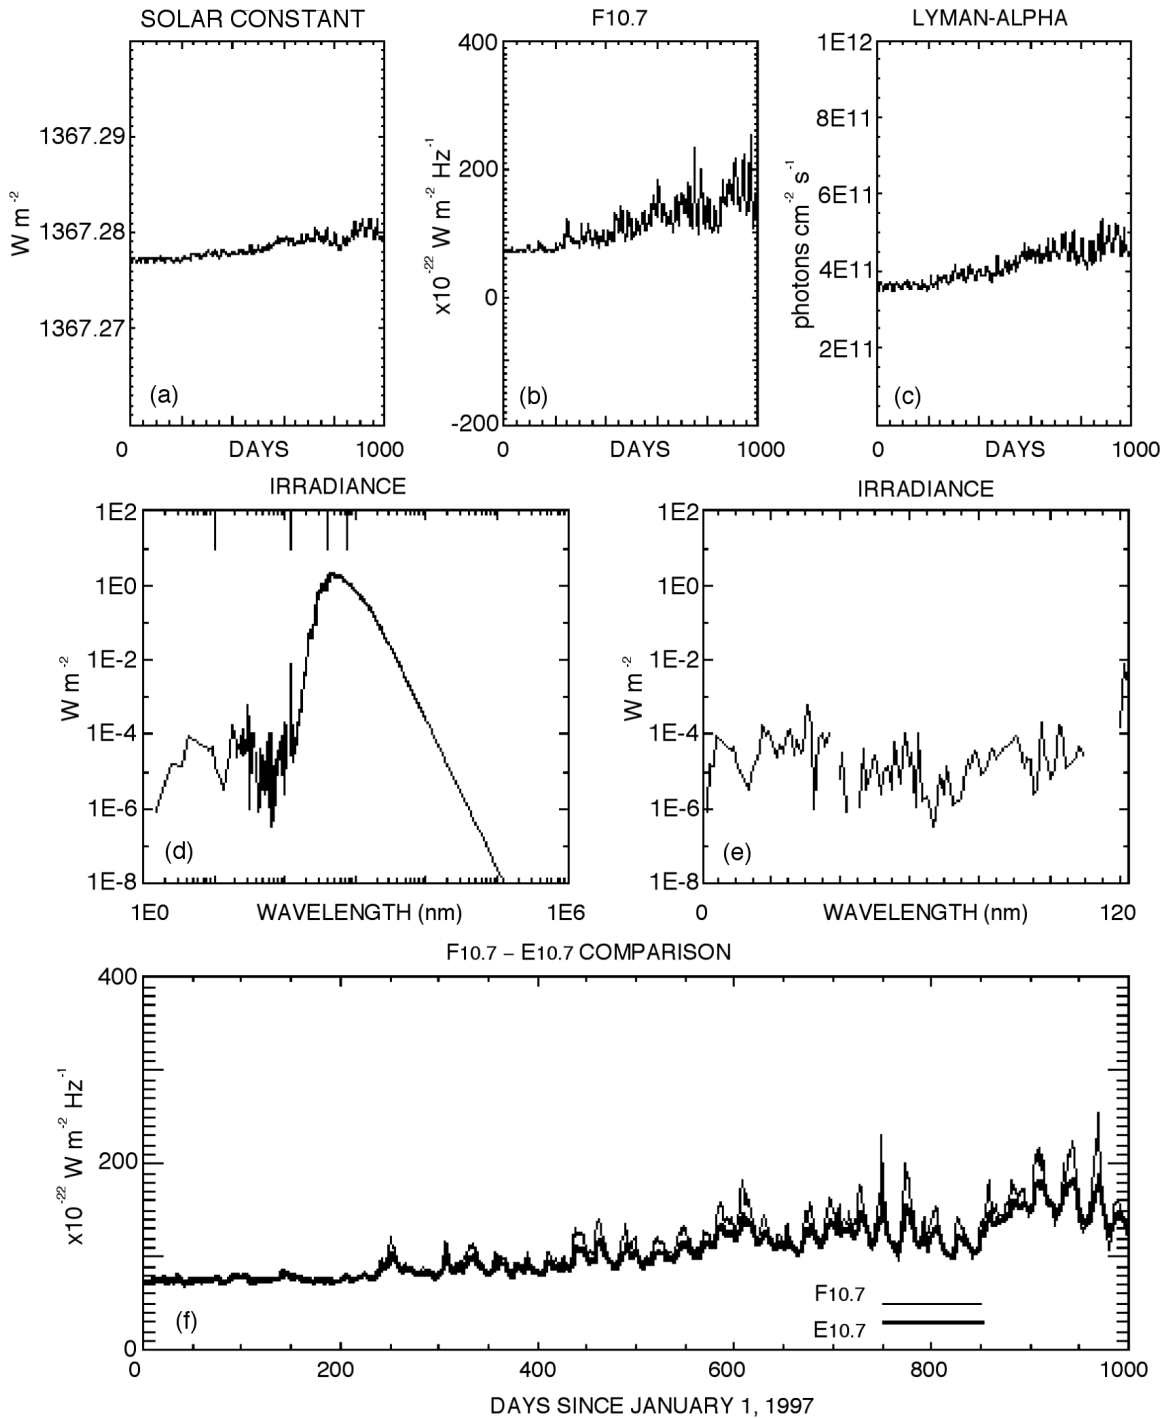 SOLAR CONSTANT
F10.7
LYMAN-ALPHA
1367.29
1367.28
1367.27
W m-2
(a)
0 DAYS 1000
400
200
0
-200
x10-22 W m-2 Hz-1
(b)
0 DAYS 1000
1E12
8E11
6E11
4E11
2E11
photons cm-2 s-1
(c)
0 DAYS 1000
IRRADIANCE
1E2
1E0
1E-2
1E-4
1E-6
1E-8
W m-2
(d)
1E0 WAVELENGTH (nm) 1E6
IRRADIANCE
1E2
1E0
1E-2
1E-4
1E-6
1E-8
W m-2
(e)
0 WAVELENGTH (nm) 120
F10.7 – E10.7 COMPARISON
400
200
0
x10-22 W m-2 Hz-1
(f)
F10.7
E10.7
0 200 400 600 800 1000
DAYS SINCE JANUARY 1, 1997